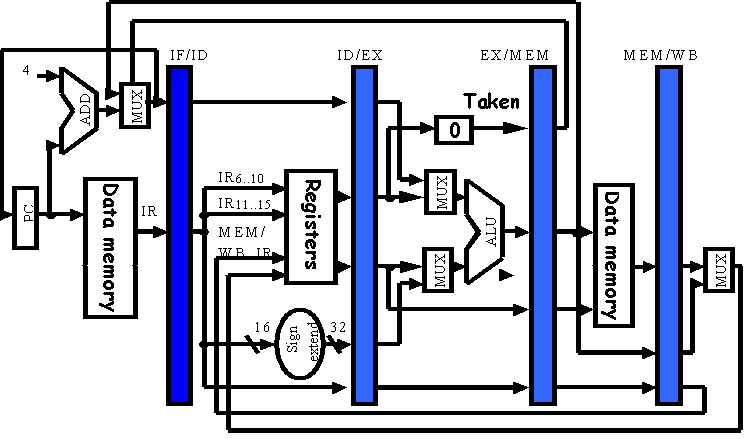 IF/ID
ID/EX
EX/MEM
MEM/WB
4
ADD
MUX
Taken
0
PC
Data memory
IR
IR6..10
IR11..15
MEM/
WB. IR
Registers
MUX
MUX
ALU
Data memory
MUX
16
Sign
extend
32